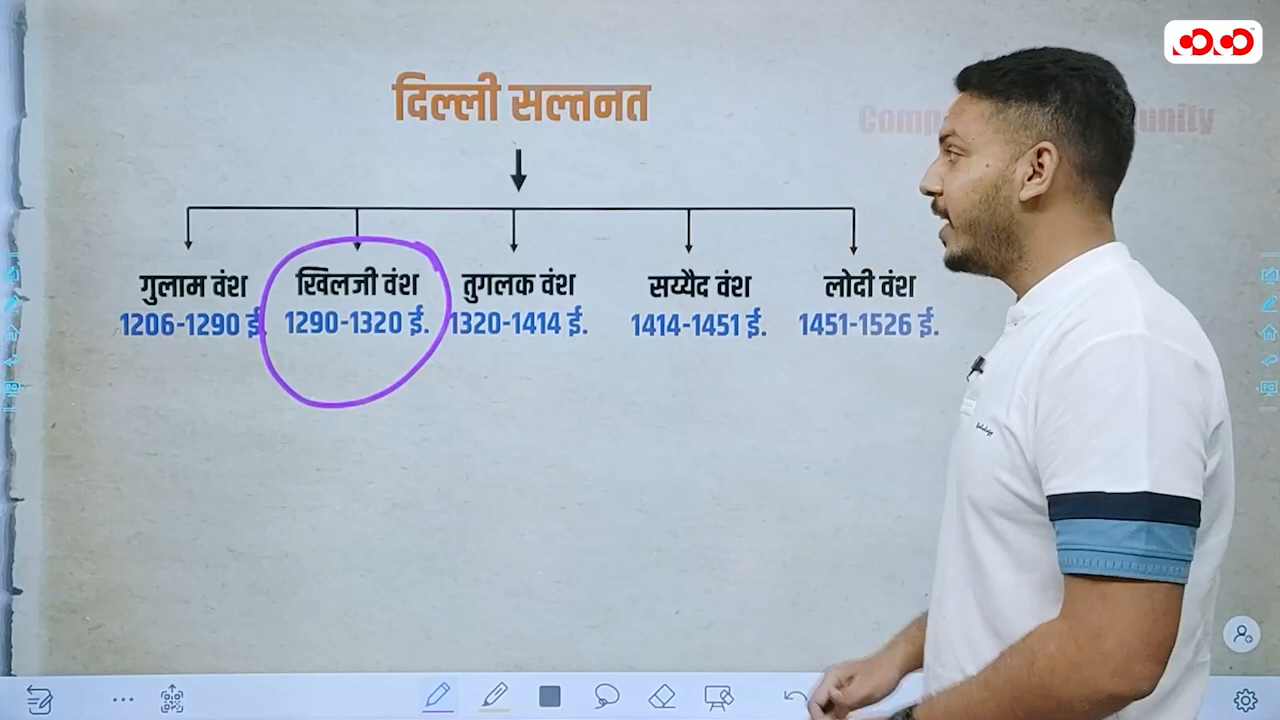 दिल्ली सल्तनत
गुलाम वंश खिलजी वंश तुगलक वंश सय्यैद वंश लोदी वंश
1206-1290 ई. 1290-1320 ई. 1320-1414 ई. 1414-1451 ई. 1451-1526 ई.